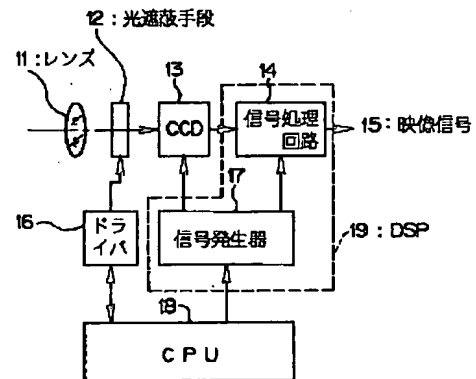 12：光遮蔽手段
11：レンズ
13
14
CCD
信号処理
回路
15：映像信号
16
ドラ
イバ
17
信号発生器
19：DSP
18
CPU